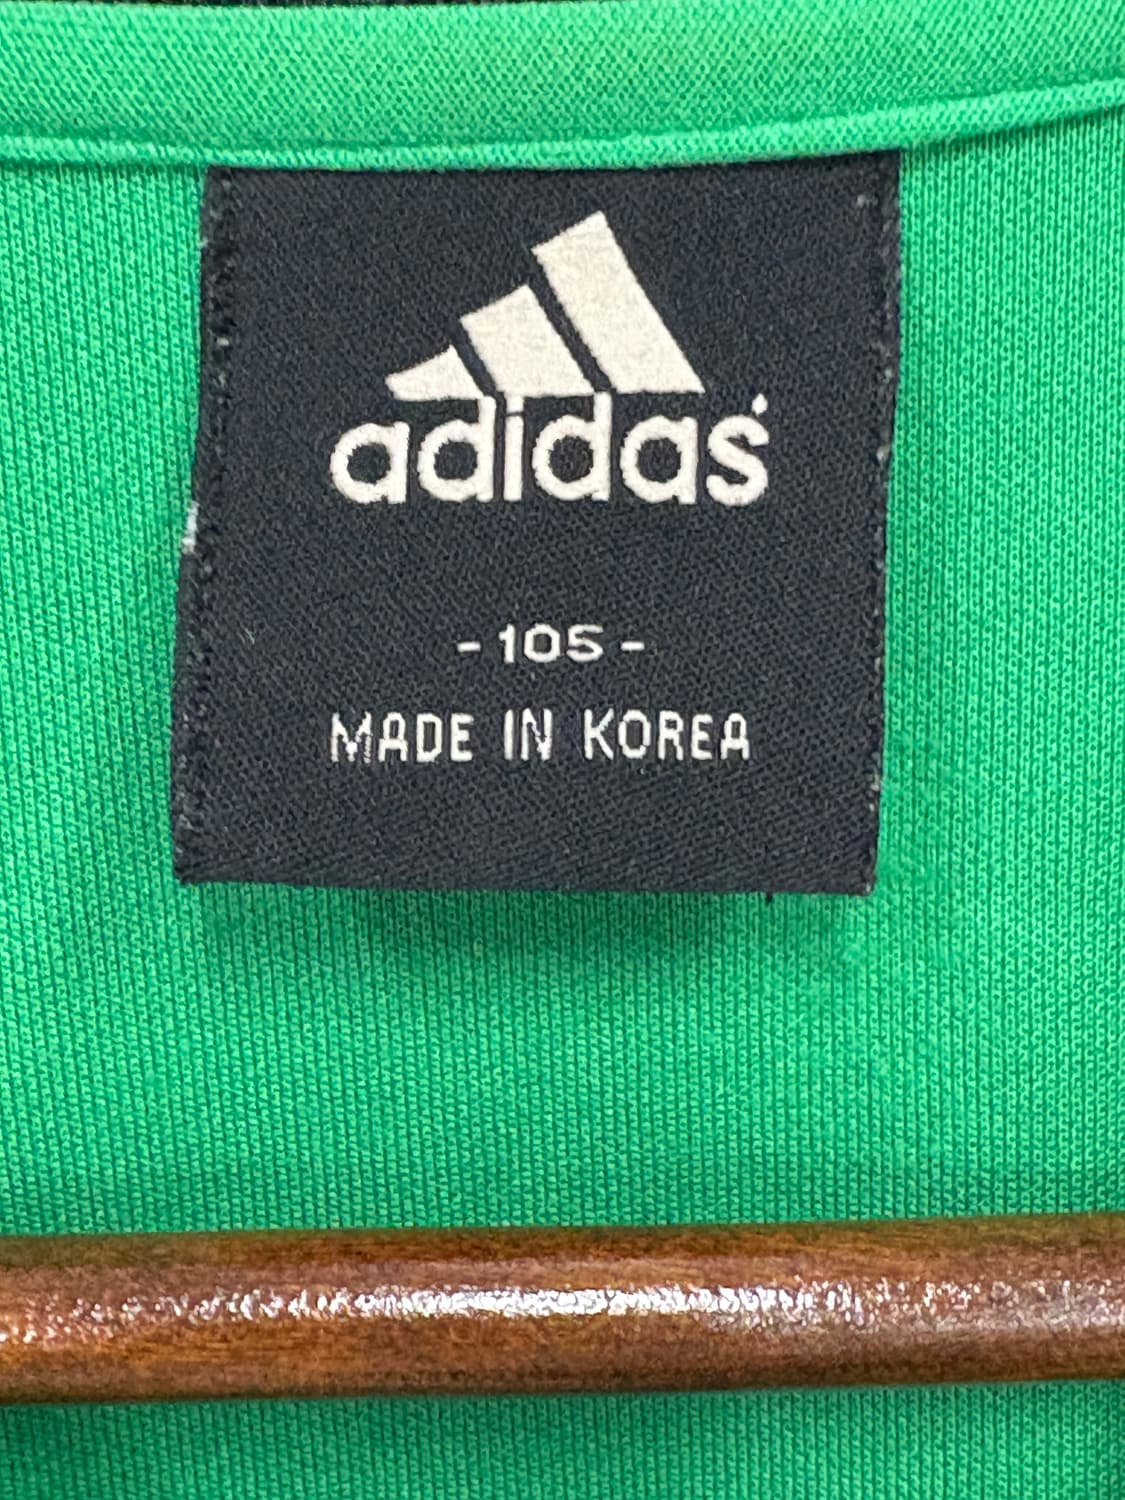 adidas
- 105 -
MADE IN KOREA